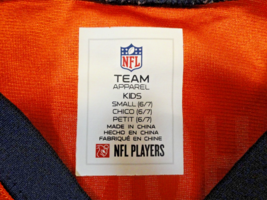 NFL
TEAM
APPAREL
KIDS
SMALL (6/7)
CHICO (6/7)
PETIT (6/7)
MADE IN CHINA
HECHO EN CHINA
FABRIQUÉ EN CHINE
NFL PLAYERS